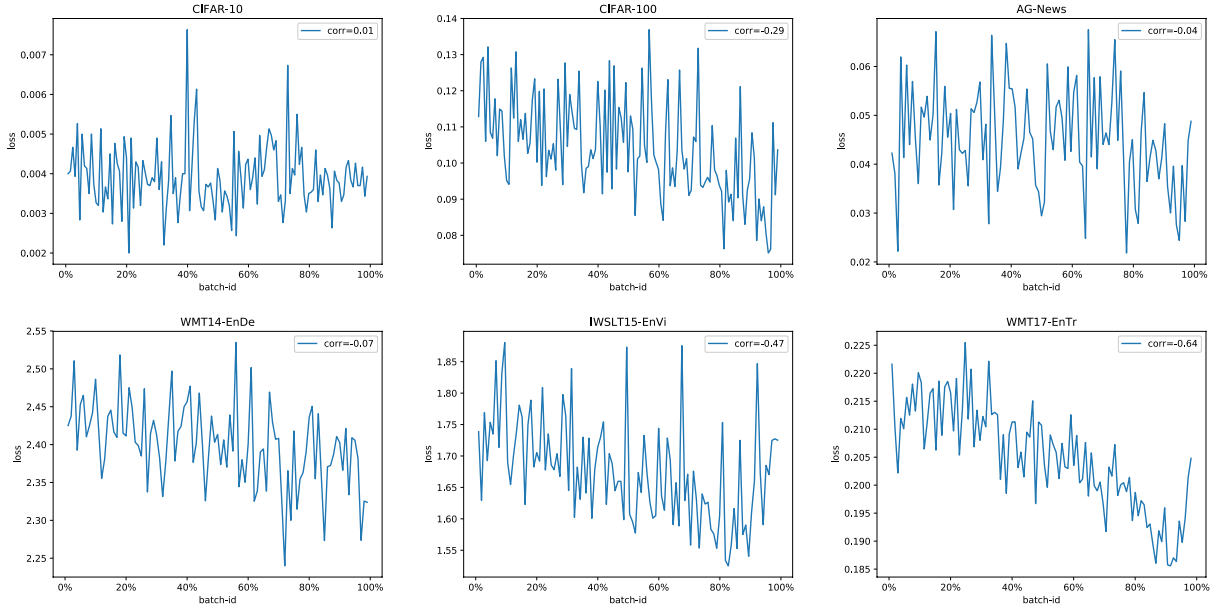 CIFAR-10
corr=0.01
0.007
0.006
0.005
0.004
0.003
0.002
loss
0% 20% 40% 60% 80% 100%
batch-id
CIFAR-100
corr=-0.29
0.14
0.13
0.12
0.11
0.10
0.09
0.08
loss
0% 20% 40% 60% 80% 100%
batch-id
AG-News
corr=-0.04
0.06
0.05
0.04
0.03
0.02
loss
0% 20% 40% 60% 80% 100%
batch-id
WMT14-EnDe
corr=-0.07
2.55
2.50
2.45
2.40
2.35
2.30
2.25
loss
0% 20% 40% 60% 80% 100%
batch-id
IWSLT15-EnVi
corr=-0.47
1.85
1.80
1.75
1.70
1.65
1.60
1.55
loss
0% 20% 40% 60% 80% 100%
batch-id
WMT17-EnTr
corr=-0.64
0.225
0.220
0.215
0.210
0.205
0.200
0.195
0.190
0.185
loss
0% 20% 40% 60% 80% 100%
batch-id